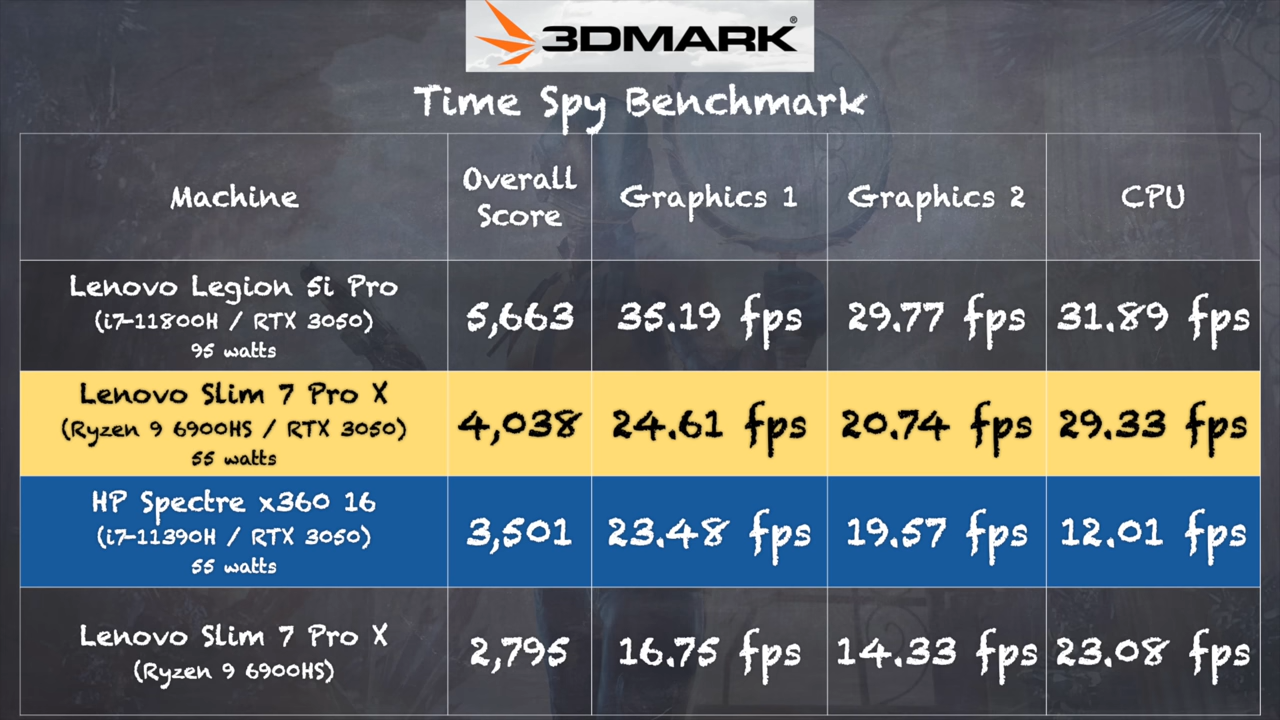 3DMARK®
Time Spy Benchmark
Machine
Overall
Score
Graphics 1
Graphics 2
CPU
Lenovo Legion 5i Pro
(i7-11800H / RTX 3050)
95 watts
5,663
35.19 fps
29.77 fps
31.89 fps
Lenovo Slim 7 Pro X
(Ryzen 9 6900HS / RTX 3050)
55 watts
4,038
24.61 fps
20.74 fps
29.33 fps
HP Spectre x360 16
(i7-11390H / RTX 3050)
55 watts
3,501
23.48 fps
19.57 fps
12.01 fps
Lenovo Slim 7 Pro X
(Ryzen 9 6900HS)
2,795
16.75 fps
14.33 fps
23.08 fps